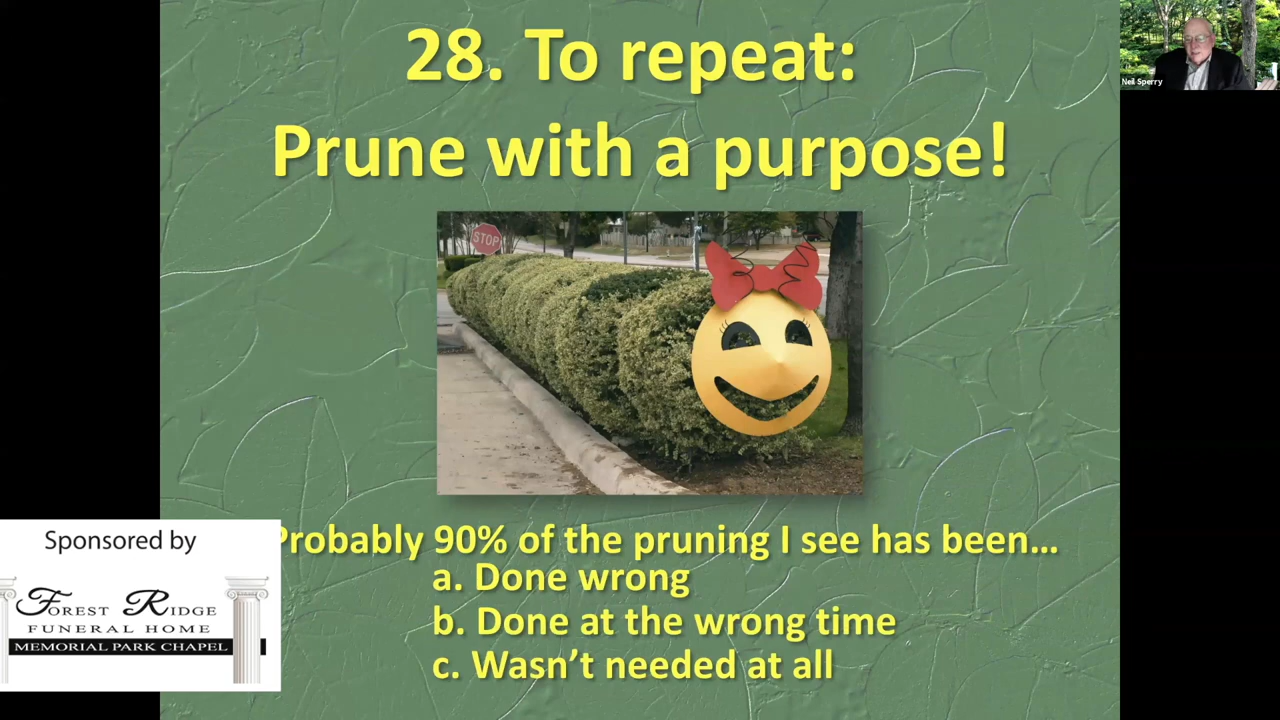 28. To repeat:
Prune with a purpose!
Neil Sperry
STOP
Probably 90% of the pruning I see has been...
a. Done wrong
b. Done at the wrong time
c. Wasn't needed at all
Sponsored by
FOREST RIDGE
FUNERAL HOME
MEMORIAL PARK CHAPEL